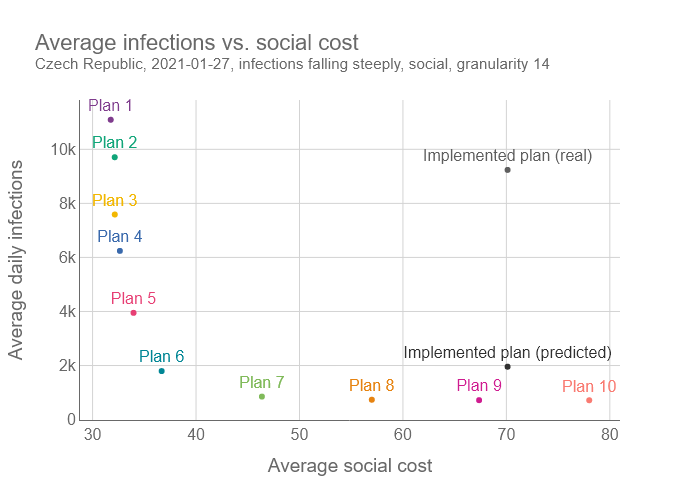 Average infections vs. social cost
Czech Republic, 2021-01-27, infections falling steeply, social, granularity 14
Plan 1
Plan 2
10k
Implemented plan (real)
Plan 3
8k
Plan 4
6k
Plan 5
4k
Plan 6
Implemented plan (predicted)
2k
Plan 7
Plan 8
Plan 9
Plan 10
0
30
40
50
60
70
80
Average daily infections
Average social cost